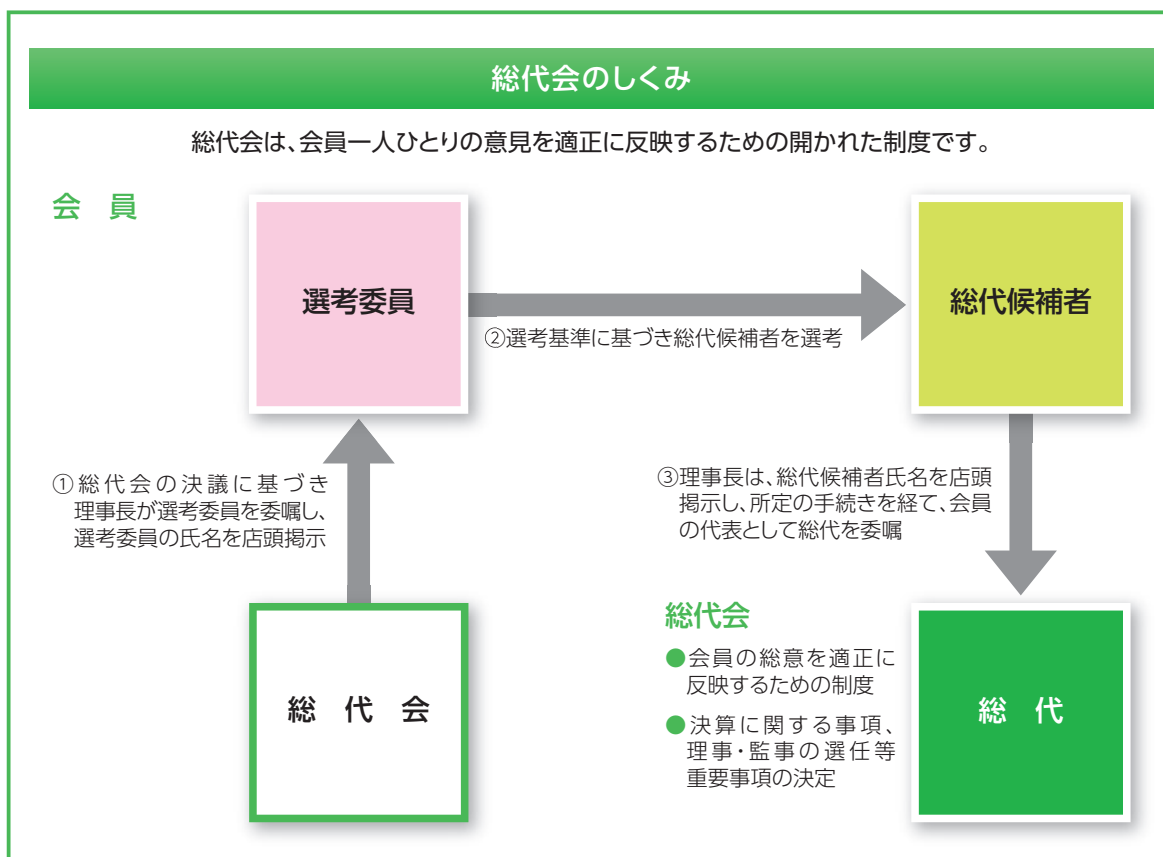 総代会のしくみ
総代会は、会員一人ひとりの意見を適正に反映するための開かれた制度です。
会 員
選考委員
②選考基準に基づき総代候補者を選考
総代候補者
①総代会の決議に基づき
理事長が選考委員を委嘱し、
選考委員の氏名を店頭掲示
③理事長は、総代候補者氏名を店頭
掲示し、所定の手続きを経て、会員
の代表として総代を委嘱
総 代 会
総代会
●会員の総意を適正に
反映するための制度
●決算に関する事項、
理事・監事の選任等
重要事項の決定
総 代